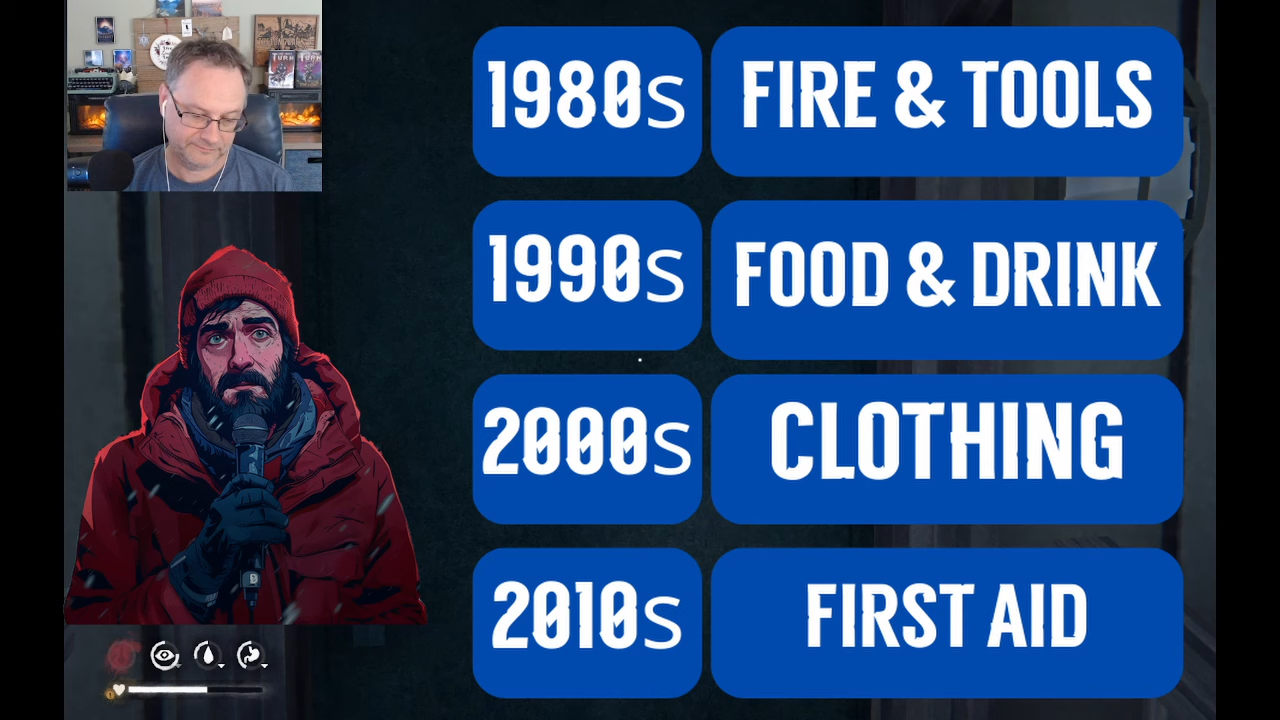 1980s FIRE & TOOLS
1990s FOOD & DRINK
2000s CLOTHING
2010s FIRST AID